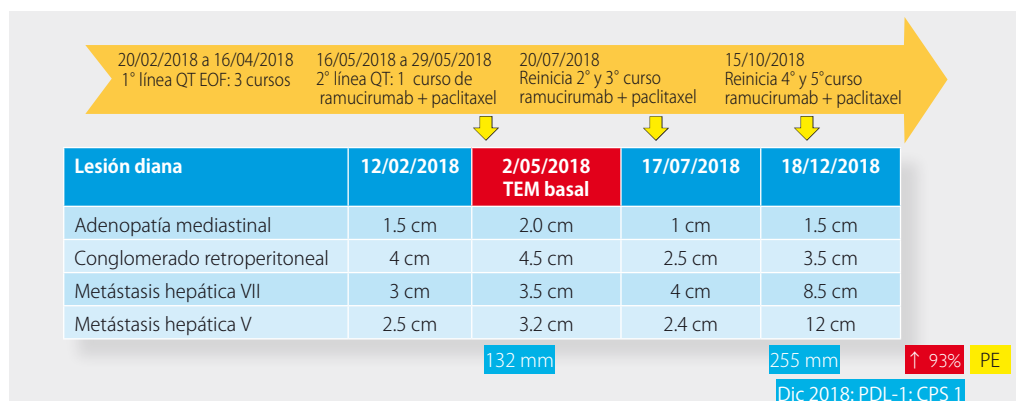 20/02/2018 a 16/04/2018
1° línea QT EOF: 3 cursos
16/05/2018 a 29/05/2018
2° línea QT: 1 curso de
ramucirumab + paclitaxel
20/07/2018
Reinicia 2° y 3° curso
ramucirumab + paclitaxel
15/10/2018
Reinicia 4° y 5°curso
ramucirumab + paclitaxel
Lesión diana 12/02/2018 2/05/2018 17/07/2018 18/12/2018
TEM basal
Adenopatía mediastinal 1.5 cm 2.0 cm 1 cm 1.5 cm
Conglomerado retroperitoneal 4 cm 4.5 cm 2.5 cm 3.5 cm
Metástasis hepática VII 3 cm 3.5 cm 4 cm 8.5 cm
Metástasis hepática V 2.5 cm 3.2 cm 2.4 cm 12 cm
132 mm 255 mm ↑ 93% PE
Dic 2018: PDL-1: CPS 1